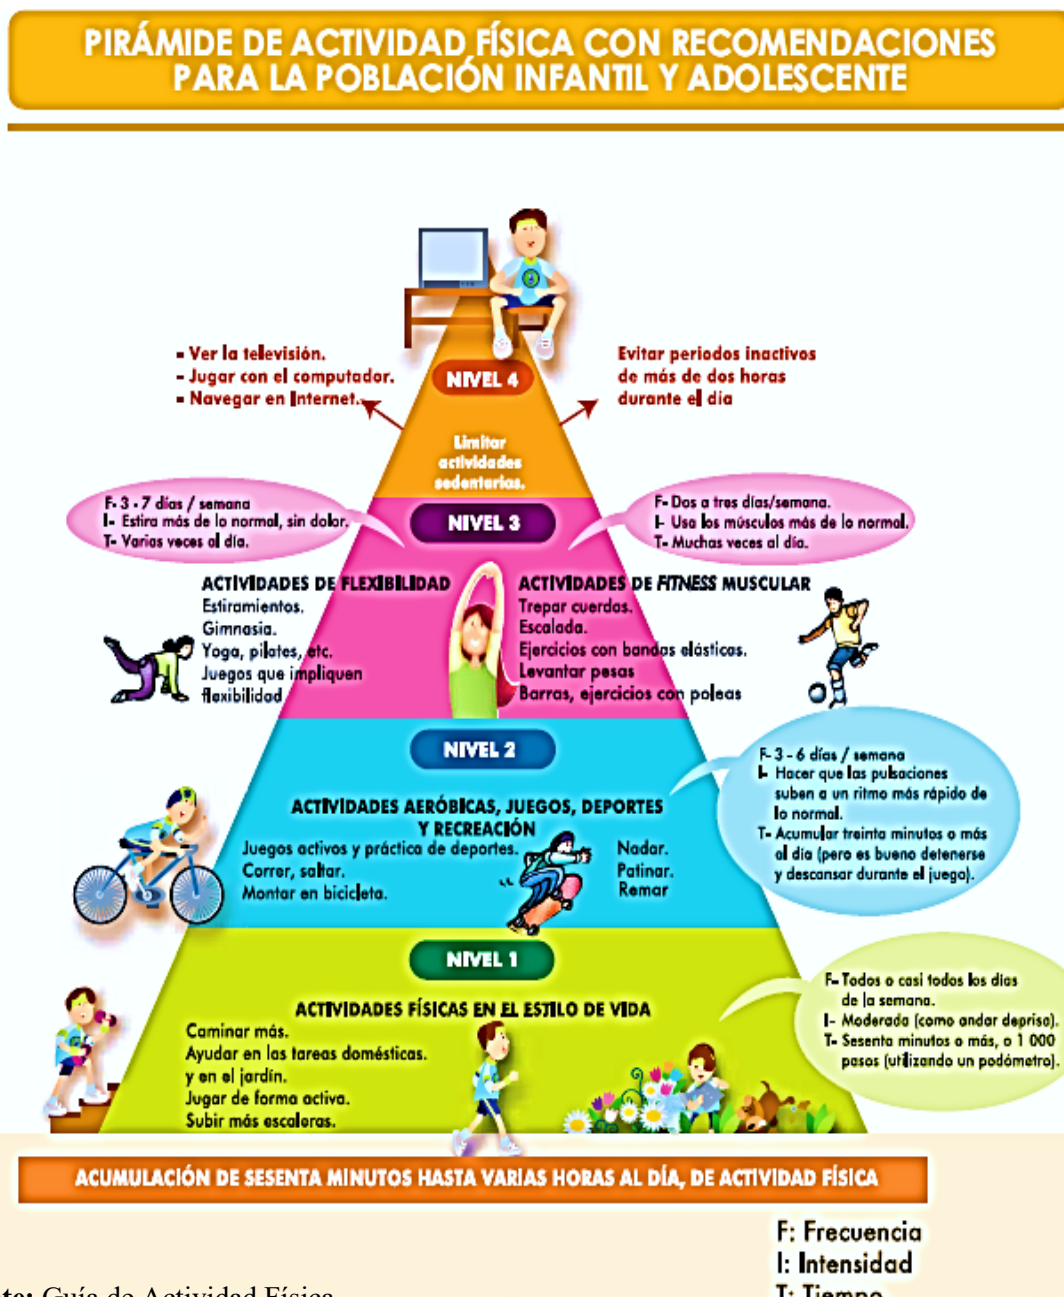 PIRÁMIDE DE ACTIVIDAD FÍSICA CON RECOMENDACIONES
PARA LA POBLACIÓN INFANTIL Y ADOLESCENTE
- Ver la televisión.
- Jugar con el computador.
- Navegar en Internet.
NIVEL 4
Evitar periodos inactivos
de más de dos horas
durante el día
Limitar
actividades
sedentarias.
F- 3 - 7 días / semana
I- Estira más de lo normal, sin dolor.
T- Varias veces al día.
NIVEL 3
F- Dos a tres días/semana.
I- Usa los músculos más de lo normal.
T- Muchas veces al día.
ACTIVIDADES DE FLEXIBILIDAD
Estiramientos.
Gimnasia.
Yoga, pilates, etc.
Juegos que impliquen
flexibilidad
ACTIVIDADES DE FITNESS MUSCULAR
Trepar cuerdas.
Escalada.
Ejercicios con bandas elásticas.
Levantar pesas
Barras, ejercicios con poleas
NIVEL 2
F- 3 - 6 días / semana
I- Hacer que las pulsaciones
suben a un ritmo más rápido de
lo normal.
T- Acumular treinta minutos o más
al día (pero es bueno detenerse
y descansar durante el juego).
ACTIVIDADES AERÓBICAS, JUEGOS, DEPORTES
Y RECREACIÓN
Juegos activos y práctica de deportes.
Correr, saltar.
Montar en bicicleta.
Nadar.
Patinar.
Remar
NIVEL 1
F- Todos o casi todos los días
de la semana.
I- Moderada (como andar deprisa).
T- Sesenta minutos o más, o 1 000
pasos (utilizando un podómetro).
ACTIVIDADES FÍSICAS EN EL ESTILO DE VIDA
Caminar más.
Ayudar en las tareas domésticas.
y en el jardín.
Jugar de forma activa.
Subir más escaleras.
ACUMULACIÓN DE SESENTA MINUTOS HASTA VARIAS HORAS AL DÍA, DE ACTIVIDAD FÍSICA
F: Frecuencia
I: Intensidad
T: Tiempo
te: Guía de Actividad Física